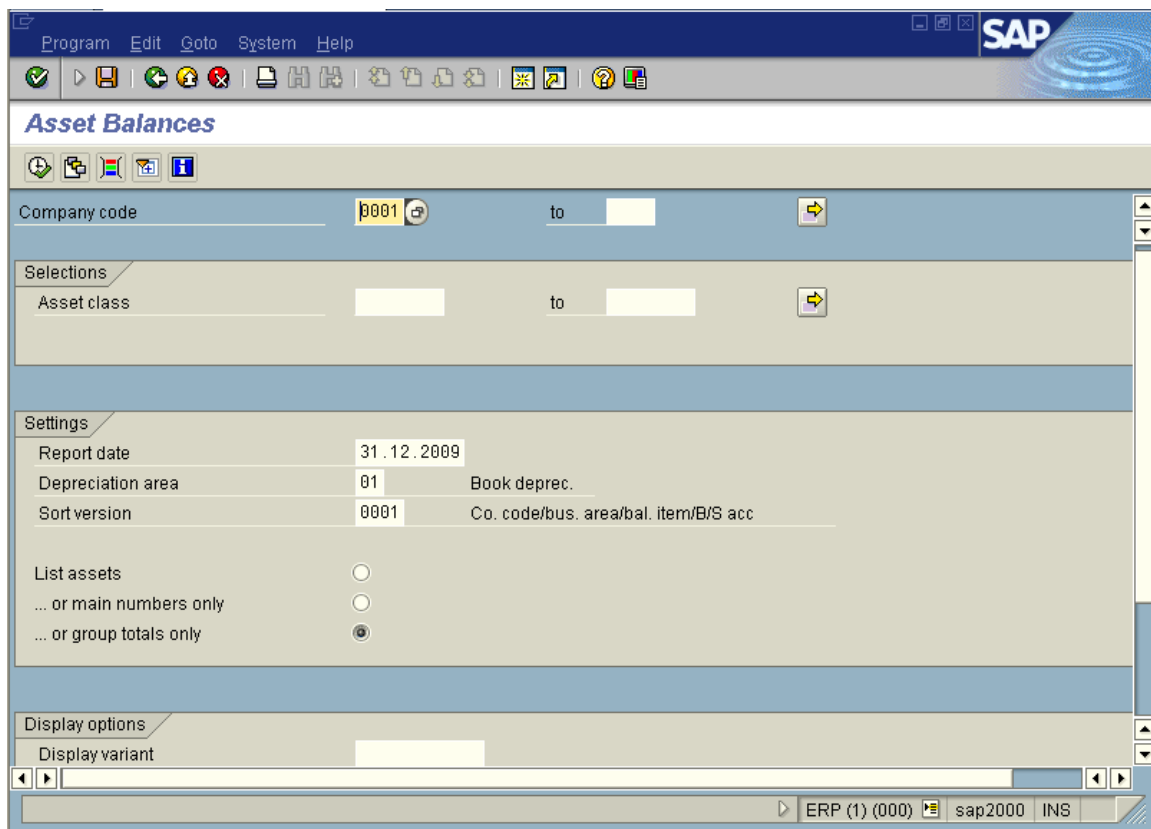 Program Edit Goto System Help
SAP
Asset Balances
Company code 0001 to
Selections
Asset class to
Settings
Report date 31.12.2009
Depreciation area 01 Book deprec.
Sort version 0001 Co. code/bus. area/bal. item/B/S acc
List assets
... or main numbers only
... or group totals only
Display options
Display variant
ERP (1) (000) sap2000 INS